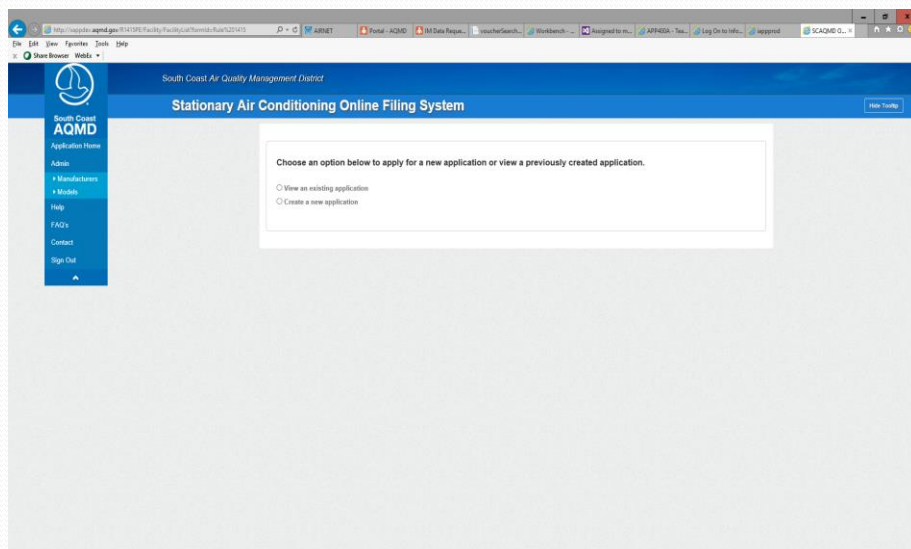 File Edit View Favorites Tools Help
Share Browser WebEx
AIRNET
Portal - AQMD
IM Data Reque...
voucherSearch...
Workbench - ...
Assigned to m...
APP400A - Tea...
Log On to Info...
sappprod
SCAQMD O...
South Coast Air Quality Management District
Stationary Air Conditioning Online Filing System
Hide Tooltip
South Coast
AQMD
Application Home
Admin
Manufacturers
Models
Help
FAQ's
Contact
Sign Out
Choose an option below to apply for a new application or view a previously created application.
View an existing application
Create a new application